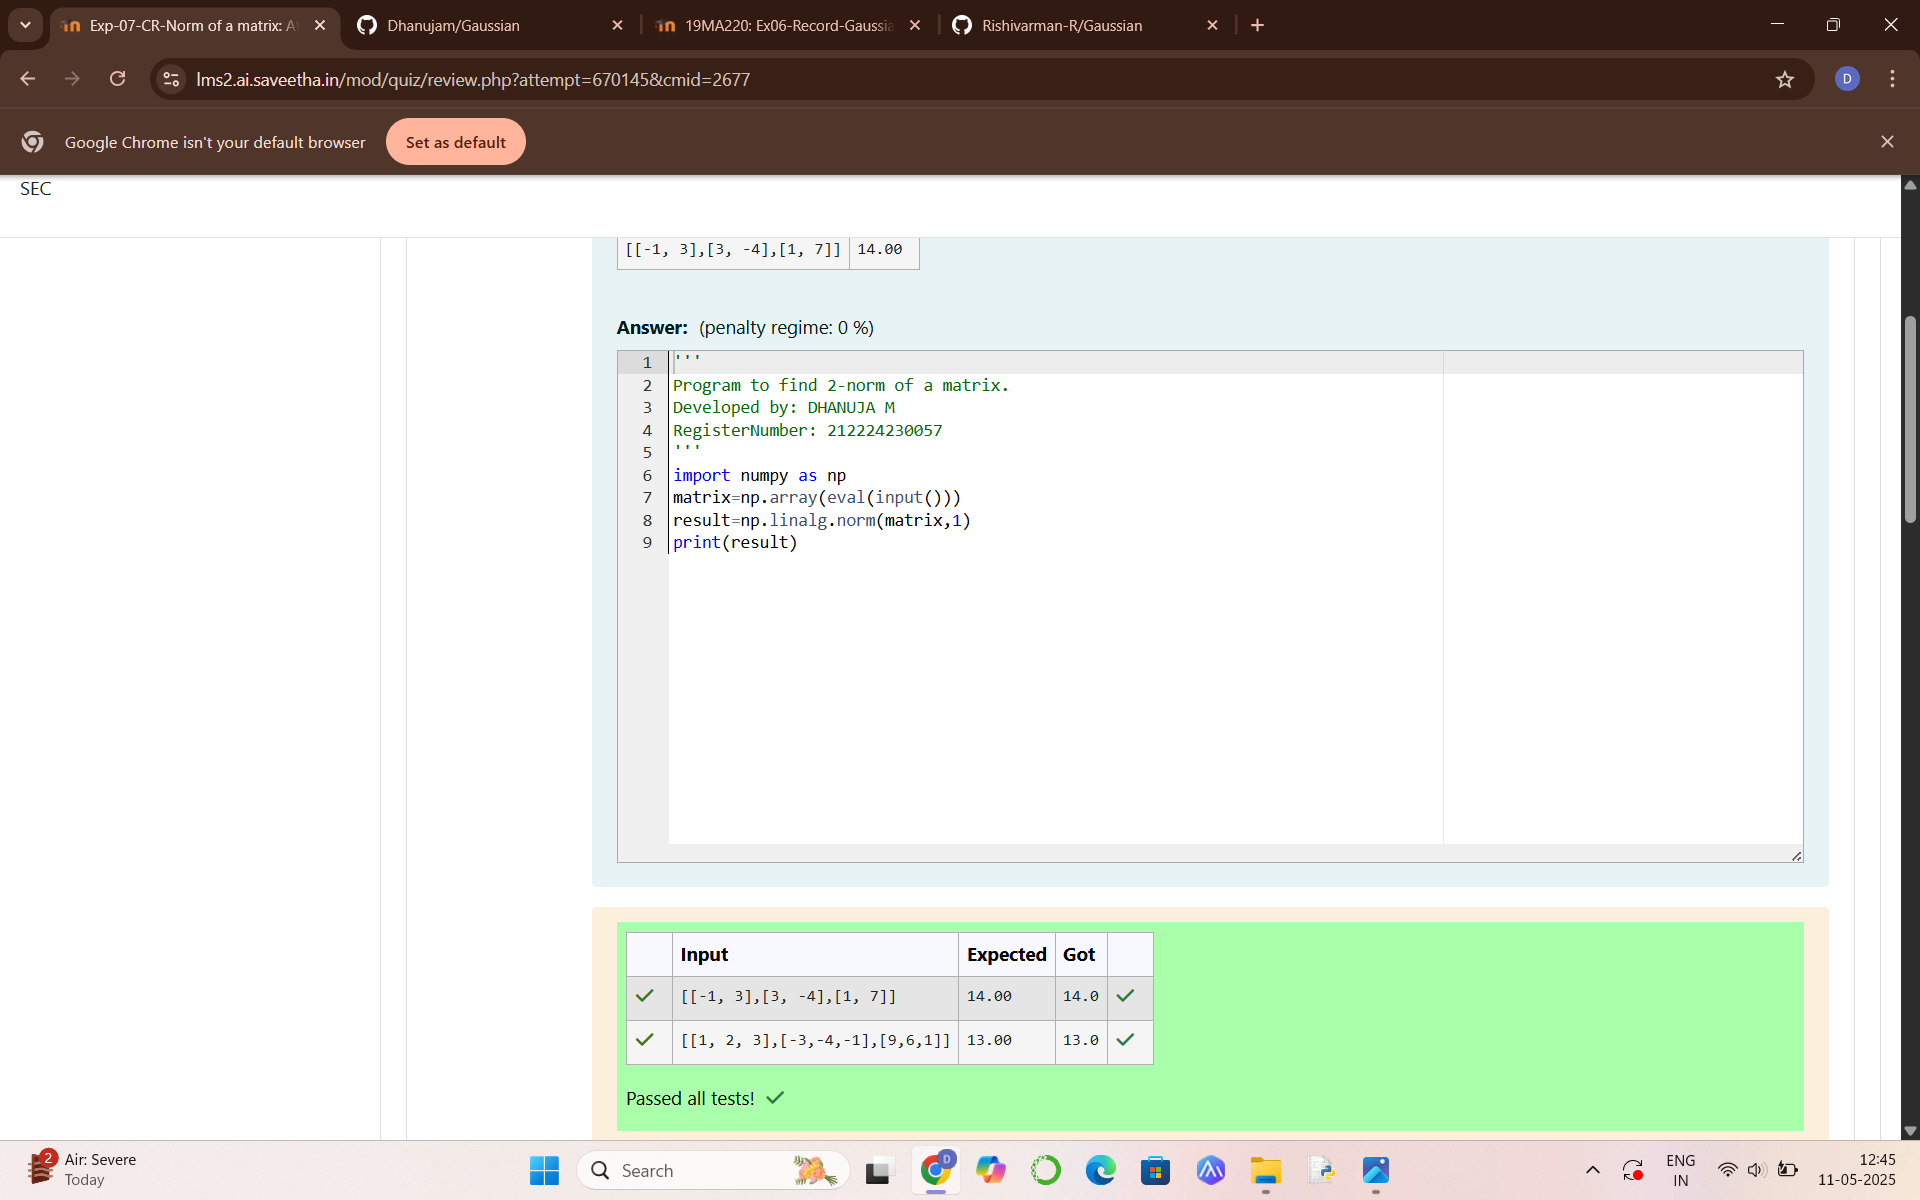 Exp-07-CR-Norm of a matrix: A
Dhanujam/Gaussian
19MA220: Ex06-Record-Gaussia
Rishivarman-R/Gaussian
lms2.ai.saveetha.in/mod/quiz/review.php?attempt=670145&cmid=2677
D
Google Chrome isn't your default browser
Set as default
SEC
[[-1, 3],[3, -4],[1, 7]] 14.00
Answer: (penalty regime: 0 %)
1 '''
2 Program to find 2-norm of a matrix.
3 Developed by: DHANUJA M
4 RegisterNumber: 212224230057
5 '''
6 import numpy as np
7 matrix=np.array(eval(input()))
8 result=np.linalg.norm(matrix,1)
9 print(result)
Input Expected Got
[[-1, 3],[3, -4],[1, 7]] 14.00 14.0
[[1, 2, 3],[-3,-4,-1],[9,6,1]] 13.00 13.0
Passed all tests!
2
Air: Severe
Today
Search
D
ENG
IN
12:45
11-05-2025